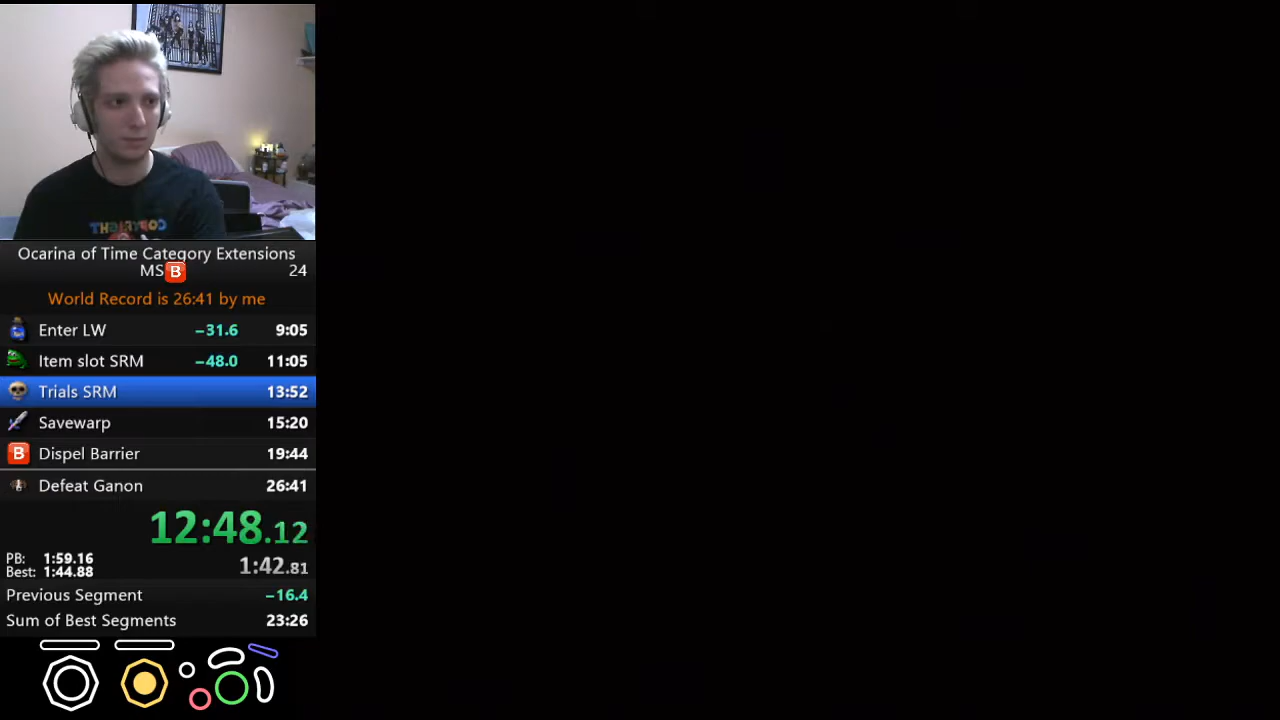 COPYRIGHT
Ocarina of Time Category Extensions
MS B 24
World Record is 26:41 by me
Enter LW -31.6 9:05
Item slot SRM -48.0 11:05
Trials SRM 13:52
Savewarp 15:20
B Dispel Barrier 19:44
Defeat Ganon 26:41
12:48.12
PB: 1:59.16
Best: 1:44.88
1:42.81
Previous Segment -16.4
Sum of Best Segments 23:26